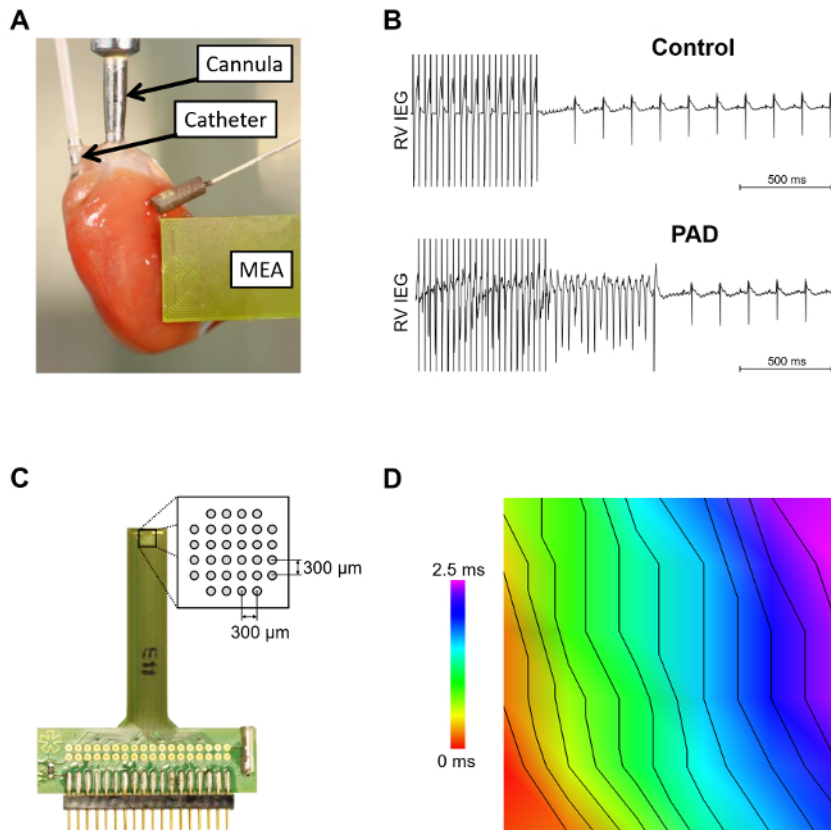 A
Cannula
Catheter
MEA
B
Control
RV IEG
500 ms
PAD
RV IEG
500 ms
C
300 µm
300 µm
D
2.5 ms
0 ms